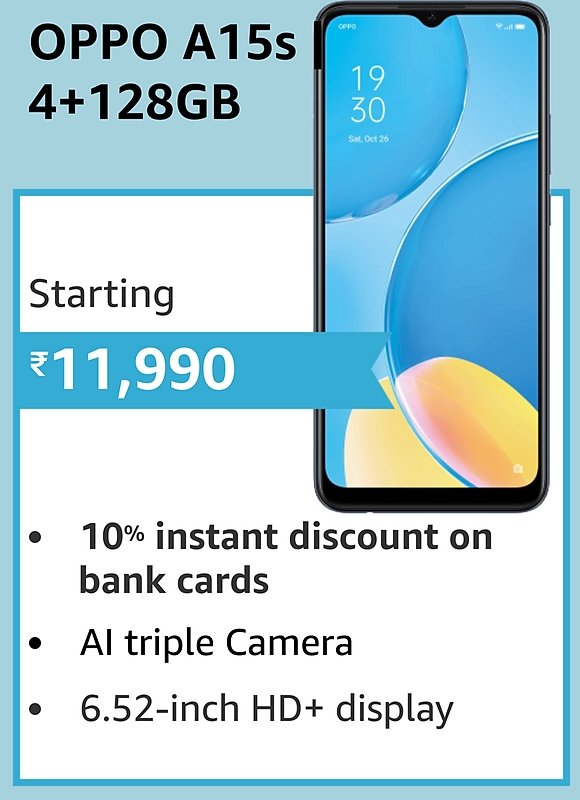 OPPO A15s
4+128GB
OPPO
19
30
Sat, Oct 26
Starting
₹11,990
• 10% instant discount on
bank cards
• AI triple Camera
• 6.52-inch HD+ display